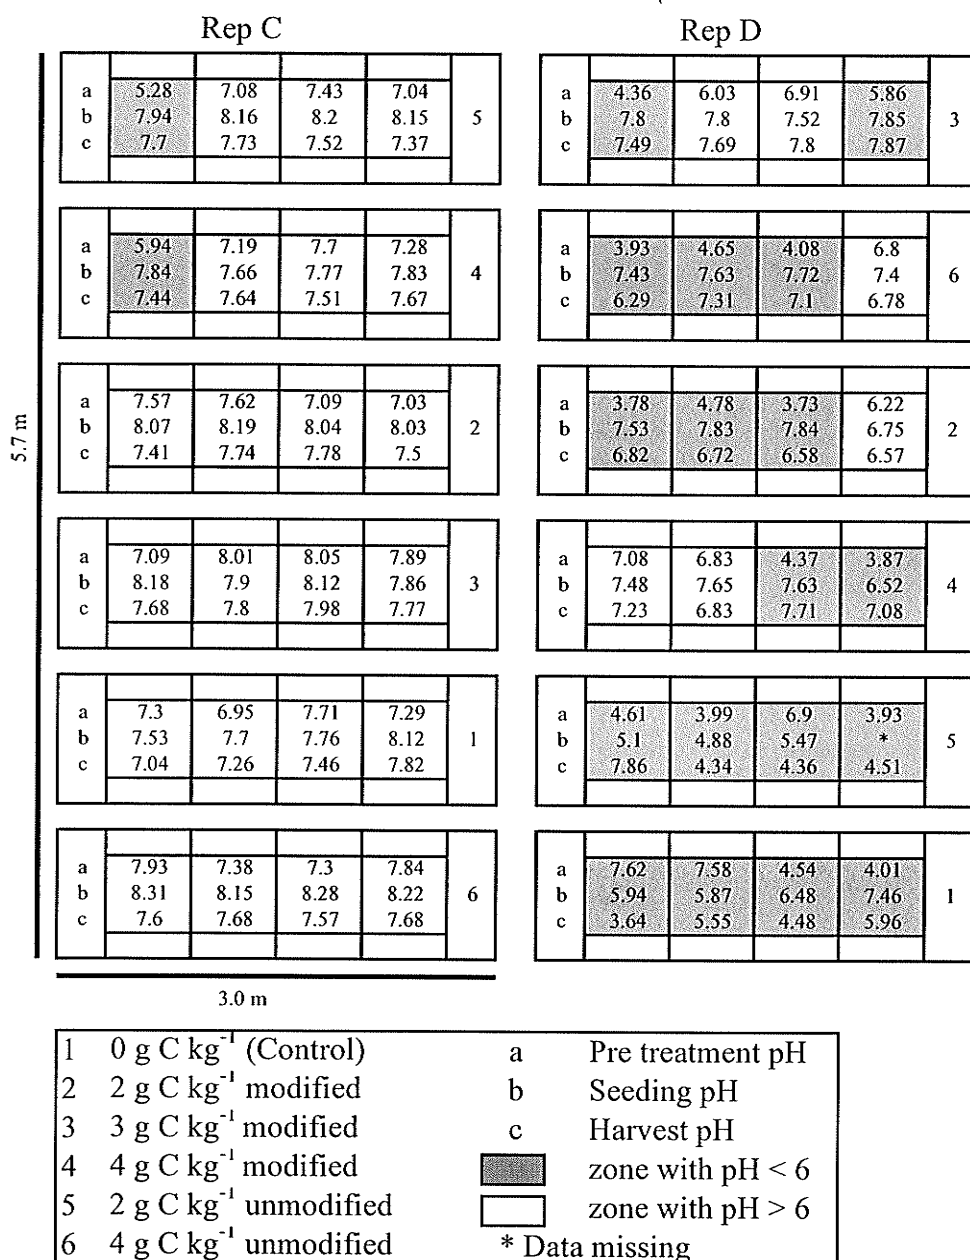 Rep C Rep D
a 5.28 7.08 7.43 7.04
b 7.94 8.16 8.2 8.15 5
c 7.7 7.73 7.52 7.37
a 4.36 6.03 6.91 5.86
b 7.8 7.8 7.52 7.85 3
c 7.49 7.69 7.8 7.87
a 5.94 7.19 7.7 7.28
b 7.84 7.66 7.77 7.83 4
c 7.44 7.64 7.51 7.67
a 3.93 4.65 4.08 6.8
b 7.43 7.63 7.72 7.4 6
c 6.29 7.31 7.1 6.78
a 7.57 7.62 7.09 7.03
b 8.07 8.19 8.04 8.03 2
c 7.41 7.74 7.78 7.5
a 3.78 4.78 3.73 6.22
b 7.53 7.83 7.84 6.75 2
c 6.82 6.72 6.58 6.57
a 7.09 8.01 8.05 7.89
b 8.18 7.9 8.12 7.86 3
c 7.68 7.8 7.98 7.77
a 7.08 6.83 4.37 3.87
b 7.48 7.65 7.63 6.52 4
c 7.23 6.83 7.71 7.08
a 7.3 6.95 7.71 7.29
b 7.53 7.7 7.76 8.12 1
c 7.04 7.26 7.46 7.82
a 4.61 3.99 6.9 3.93
b 5.1 4.88 5.47 * 5
c 7.86 4.34 4.36 4.51
a 7.93 7.38 7.3 7.84
b 8.31 8.15 8.28 8.22 6
c 7.6 7.68 7.57 7.68
a 7.62 7.58 4.54 4.01
b 5.94 5.87 6.48 7.46 1
c 3.64 5.55 4.48 5.96
5.7 m
3.0 m
1 0 g C kg⁻¹ (Control) a Pre treatment pH
2 2 g C kg⁻¹ modified b Seeding pH
3 3 g C kg⁻¹ modified c Harvest pH
4 4 g C kg⁻¹ modified zone with pH < 6
5 2 g C kg⁻¹ unmodified zone with pH > 6
6 4 g C kg⁻¹ unmodified * Data missing